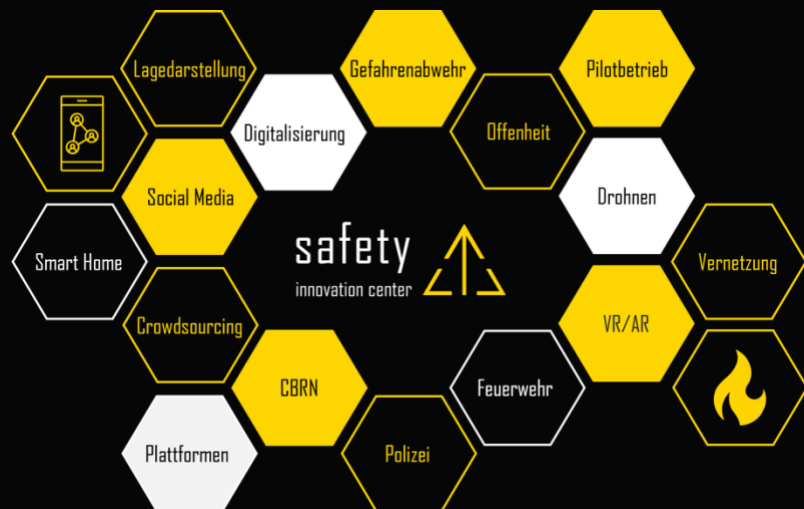 Lagedarstellung
Gefahrenabwehr
Pilotbetrieb
Digitalisierung
Offenheit
Social Media
Drohnen
Smart Home
safety
innovation center
Vernetzung
Crowdsourcing
VR/AR
CBRN
Feuerwehr
Plattformen
Polizei